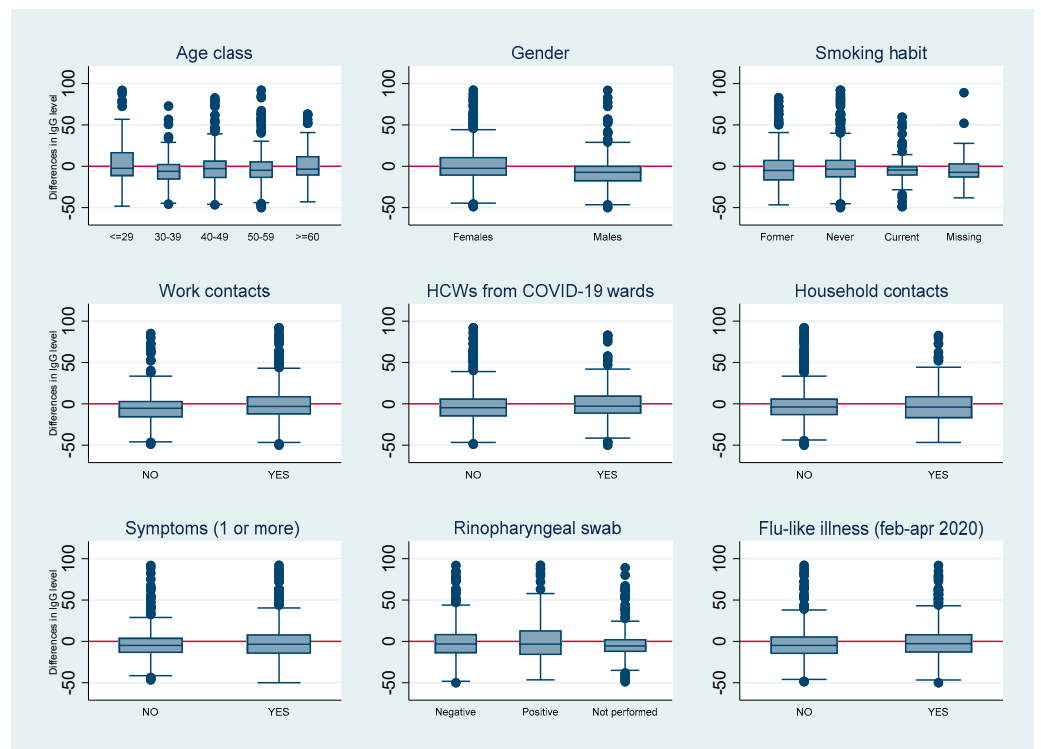 Age class
Gender
Smoking habit
Differences in IgG level
100
50
0
-50
<=29
30-39
40-49
50-59
>=60
100
50
0
-50
Females
Males
100
50
0
-50
Former
Never
Current
Missing
Work contacts
HCWs from COVID-19 wards
Household contacts
Differences in IgG level
100
50
0
-50
NO
YES
100
50
0
-50
NO
YES
100
50
0
-50
NO
YES
Symptoms (1 or more)
Rinopharyngeal swab
Flu-like illness (feb-apr 2020)
Differences in IgG level
100
50
0
-50
NO
YES
100
50
0
-50
Negative
Positive
Not performed
100
50
0
-50
NO
YES